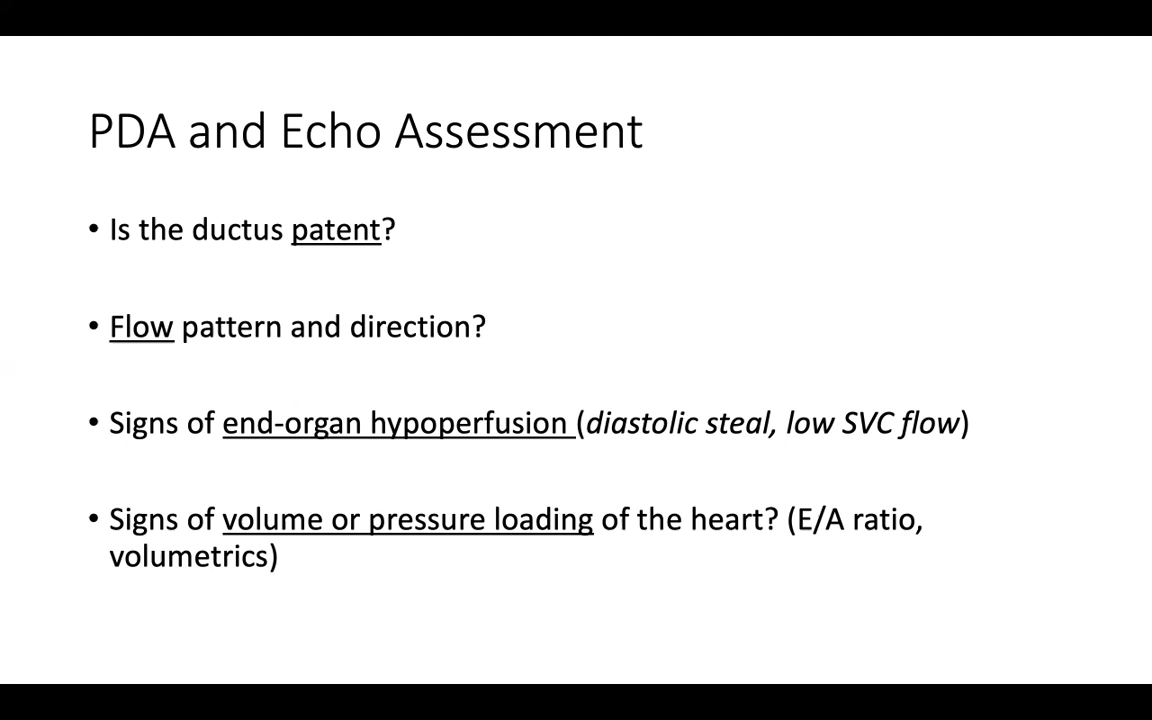 PDA and Echo Assessment
• Is the ductus patent?
• Flow pattern and direction?
• Signs of end-organ hypoperfusion (diastolic steal, low SVC flow)
• Signs of volume or pressure loading of the heart? (E/A ratio,
volumetrics)